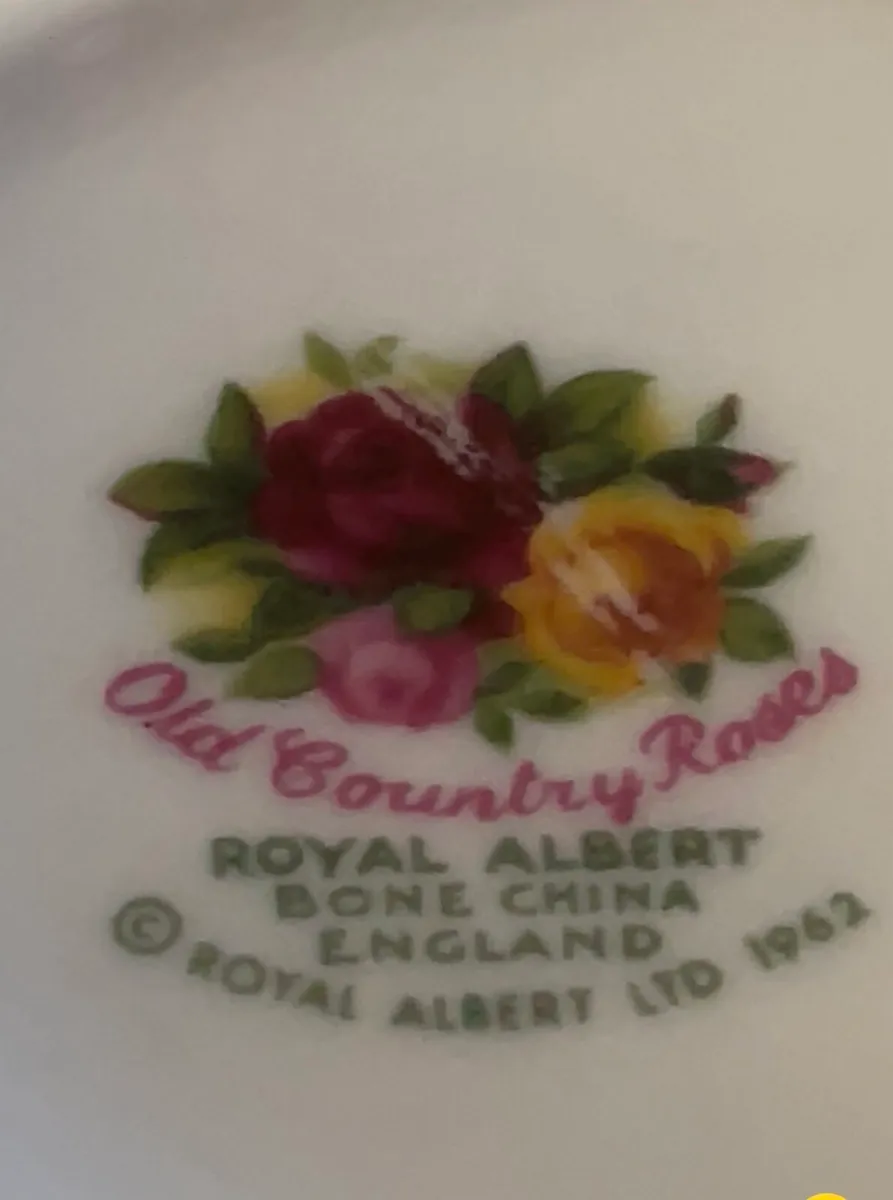 Old Country Roses
ROYAL ALBERT
BONE CHINA
ENGLAND
© ROYAL ALBERT LTD 1962